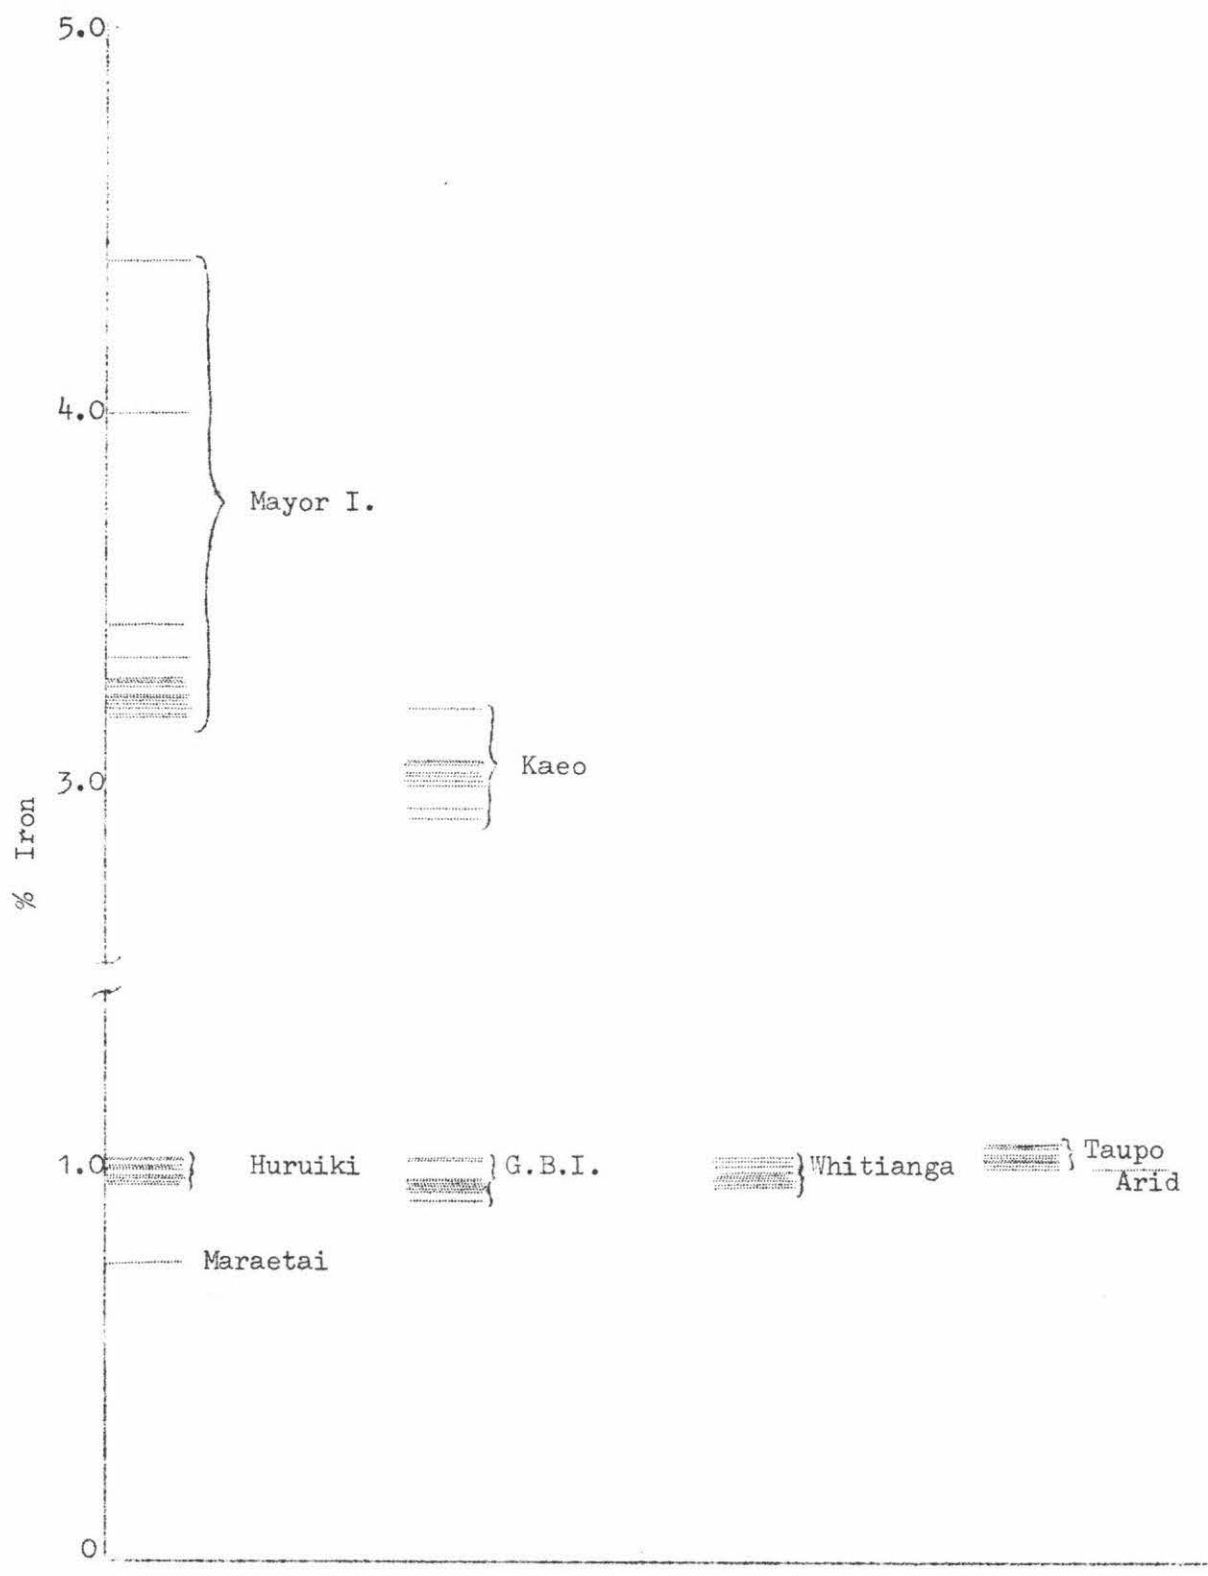 5.0
4.0
Mayor I.
Kaeo
3.0
% Iron
1.0
Huruiki
G.B.I.
Whitianga
Taupo
Arid
Maraetai
0